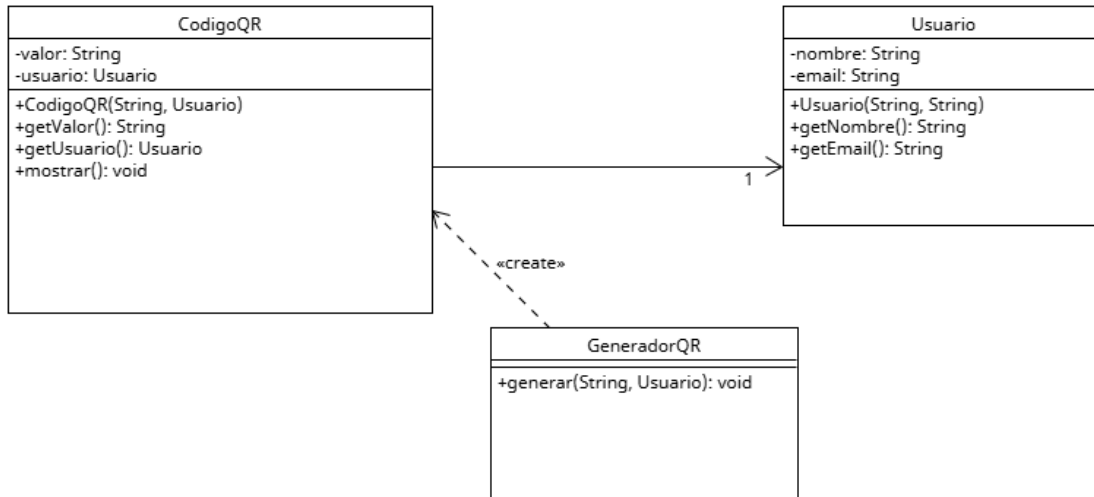 CodigoQR
-valor: String
-usuario: Usuario
+CodigoQR(String, Usuario)
+getValor(): String
+getUsuario(): Usuario
+mostrar(): void
Usuario
-nombre: String
-email: String
+Usuario(String, String)
+getNombre(): String
+getEmail(): String
1
«create»
GeneradorQR
+generar(String, Usuario): void